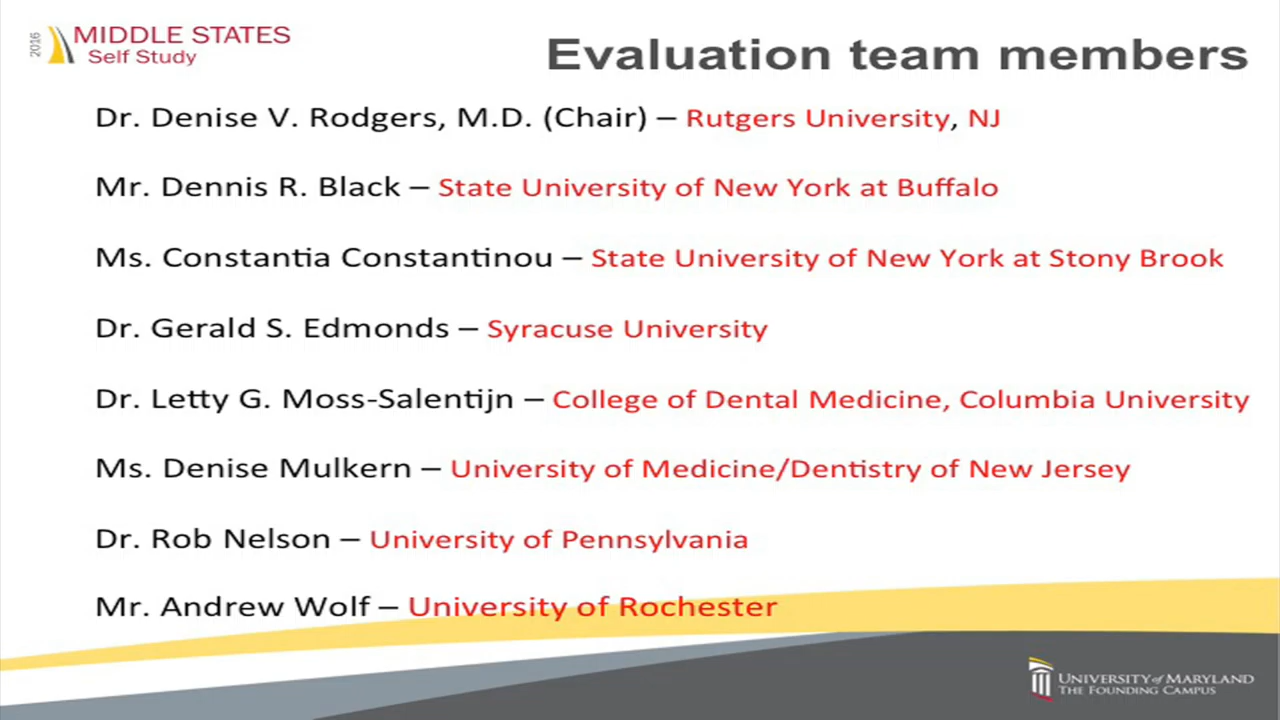 2016
MIDDLE STATES
Self Study
Evaluation team members
Dr. Denise V. Rodgers, M.D. (Chair) – Rutgers University, NJ
Mr. Dennis R. Black – State University of New York at Buffalo
Ms. Constantia Constantinou – State University of New York at Stony Brook
Dr. Gerald S. Edmonds – Syracuse University
Dr. Letty G. Moss-Salentijn – College of Dental Medicine, Columbia University
Ms. Denise Mulkern – University of Medicine/Dentistry of New Jersey
Dr. Rob Nelson – University of Pennsylvania
Mr. Andrew Wolf – University of Rochester
UNIVERSITY of MARYLAND
THE FOUNDING CAMPUS